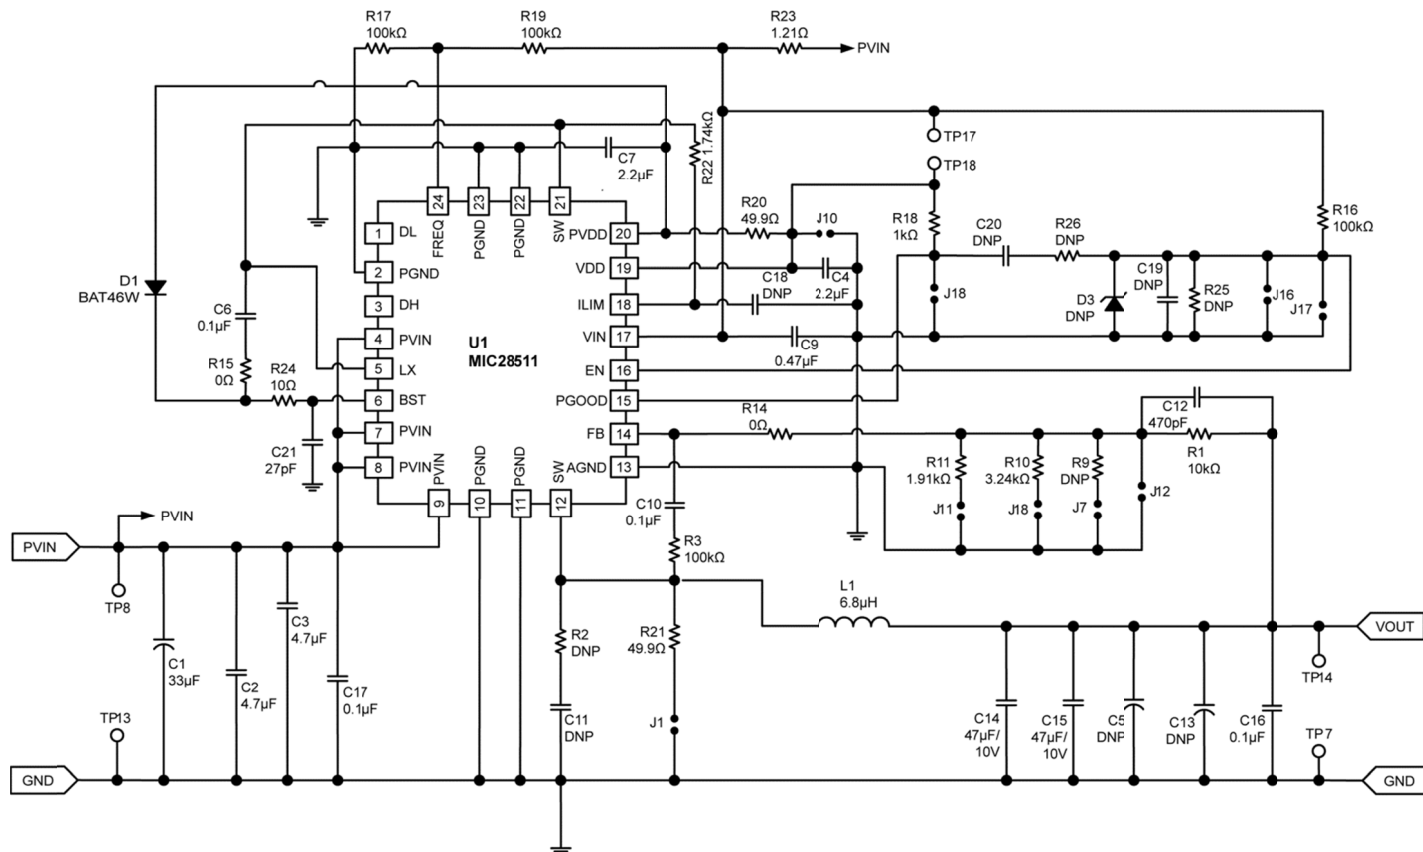 R17
100kΩ
R19
100kΩ
R23
1.21Ω
PVIN
TP17
TP18
R22 1.74kΩ
C7
2.2µF
24
23
22
21
FREQ
PGND
PGND
SW
R20
49.9Ω
J10
R18
1kΩ
C20
DNP
R26
DNP
R16
100kΩ
1
DL
PVDD
20
2
PGND
VDD
19
C18
DNP
C4
2.2µF
J18
D3
DNP
C19
DNP
R25
DNP
J16
J17
D1
BAT46W
C6
0.1µF
3
DH
ILIM
18
4
PVIN
U1
MIC28511
VIN
17
C9
0.47µF
R15
0Ω
R24
10Ω
5
LX
EN
16
6
BST
PGOOD
15
C21
27pF
7
PVIN
FB
14
R14
0Ω
C12
470pF
R1
10kΩ
8
PVIN
AGND
13
PVIN
PGND
PGND
SW
9
10
11
12
R11
1.91kΩ
R10
3.24kΩ
R9
DNP
J12
J11
J18
J7
C10
0.1µF
R3
100kΩ
PVIN
PVIN
TP8
C1
33µF
C2
4.7µF
C3
4.7µF
C17
0.1µF
R2
DNP
R21
49.9Ω
L1
6.8µH
VOUT
TP14
C11
DNP
J1
C14
47µF/
10V
C15
47µF/
10V
C5
DNP
C13
DNP
C16
0.1µF
TP13
TP7
GND
GND